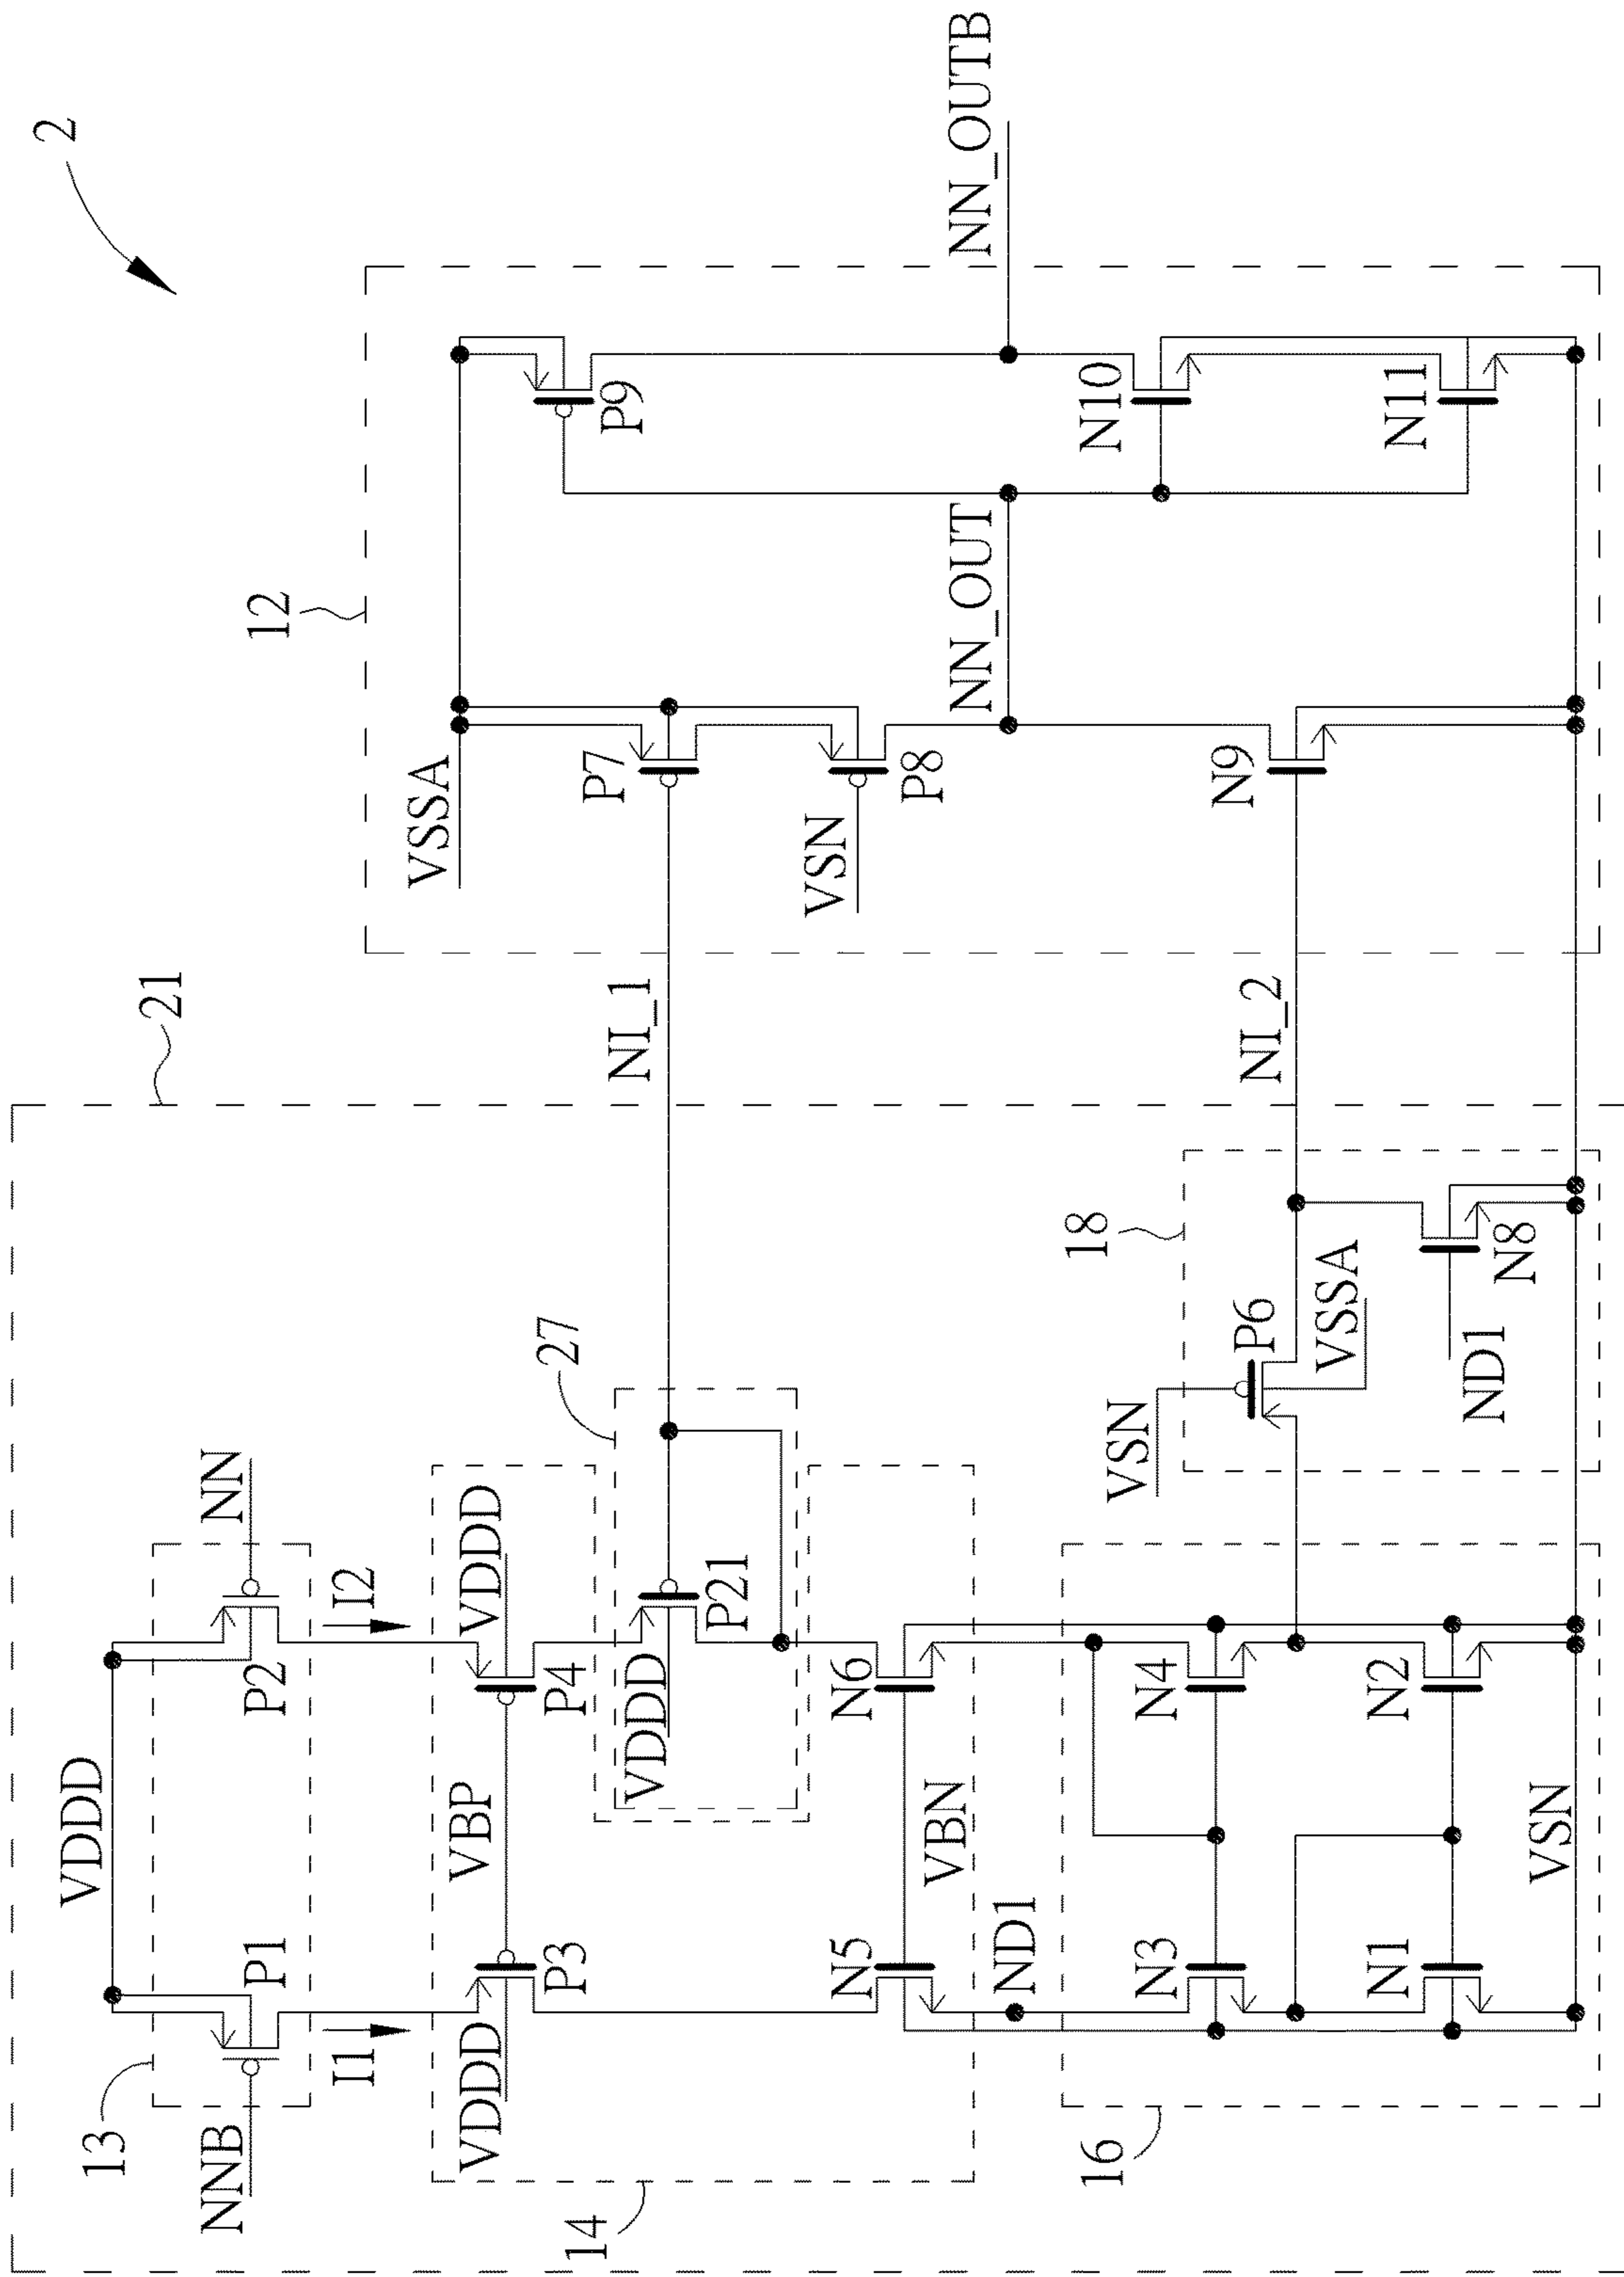 2
21
12
VDDD
13
NNB
P1
P2
NN
I1
I2
14
VDDD
P3
VBP
P4
VDDD
27
VDDD
P21
NI_1
VSSA
P7
VSN
P8
P9
NN_OUT
NN_OUTB
N5
VBN
N6
ND1
16
N3
N4
N1
N2
VSN
VSN
18
P6
VSSA
ND1
N8
NI_2
N9
N10
N11